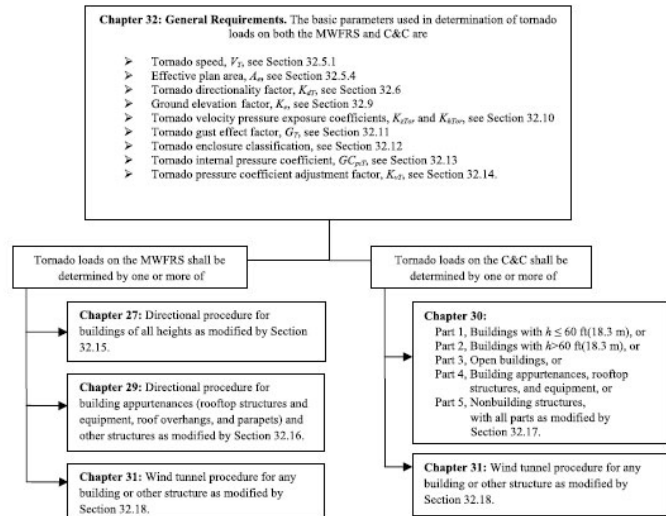 Chapter 32: General Requirements. The basic parameters used in determination of tornado
loads on both the MWFRS and C&C are
➤ Tornado speed, V_T, see Section 32.5.1
➤ Effective plan area, A_e, see Section 32.5.4
➤ Tornado directionality factor, K_dT, see Section 32.6
➤ Ground elevation factor, K_e, see Section 32.9
➤ Tornado velocity pressure exposure coefficients, K_zTor and K_hTor, see Section 32.10
➤ Tornado gust effect factor, G_T, see Section 32.11
➤ Tornado enclosure classification, see Section 32.12
➤ Tornado internal pressure coefficient, GC_piT, see Section 32.13
➤ Tornado pressure coefficient adjustment factor, K_vT, see Section 32.14.
Tornado loads on the MWFRS shall be
determined by one or more of
Chapter 27: Directional procedure for
buildings of all heights as modified by Section
32.15.
Chapter 29: Directional procedure for
building appurtenances (rooftop structures and
equipment, roof overhangs, and parapets) and
other structures as modified by Section 32.16.
Chapter 31: Wind tunnel procedure for any
building or other structure as modified by
Section 32.18.
Tornado loads on the C&C shall be
determined by one or more of
Chapter 30:
Part 1, Buildings with h ≤ 60 ft(18.3 m), or
Part 2, Buildings with h>60 ft(18.3 m), or
Part 3, Open buildings, or
Part 4, Building appurtenances, rooftop
structures, and equipment, or
Part 5, Nonbuilding structures,
with all parts as modified by
Section 32.17.
Chapter 31: Wind tunnel procedure for any
building or other structure as modified by
Section 32.18.